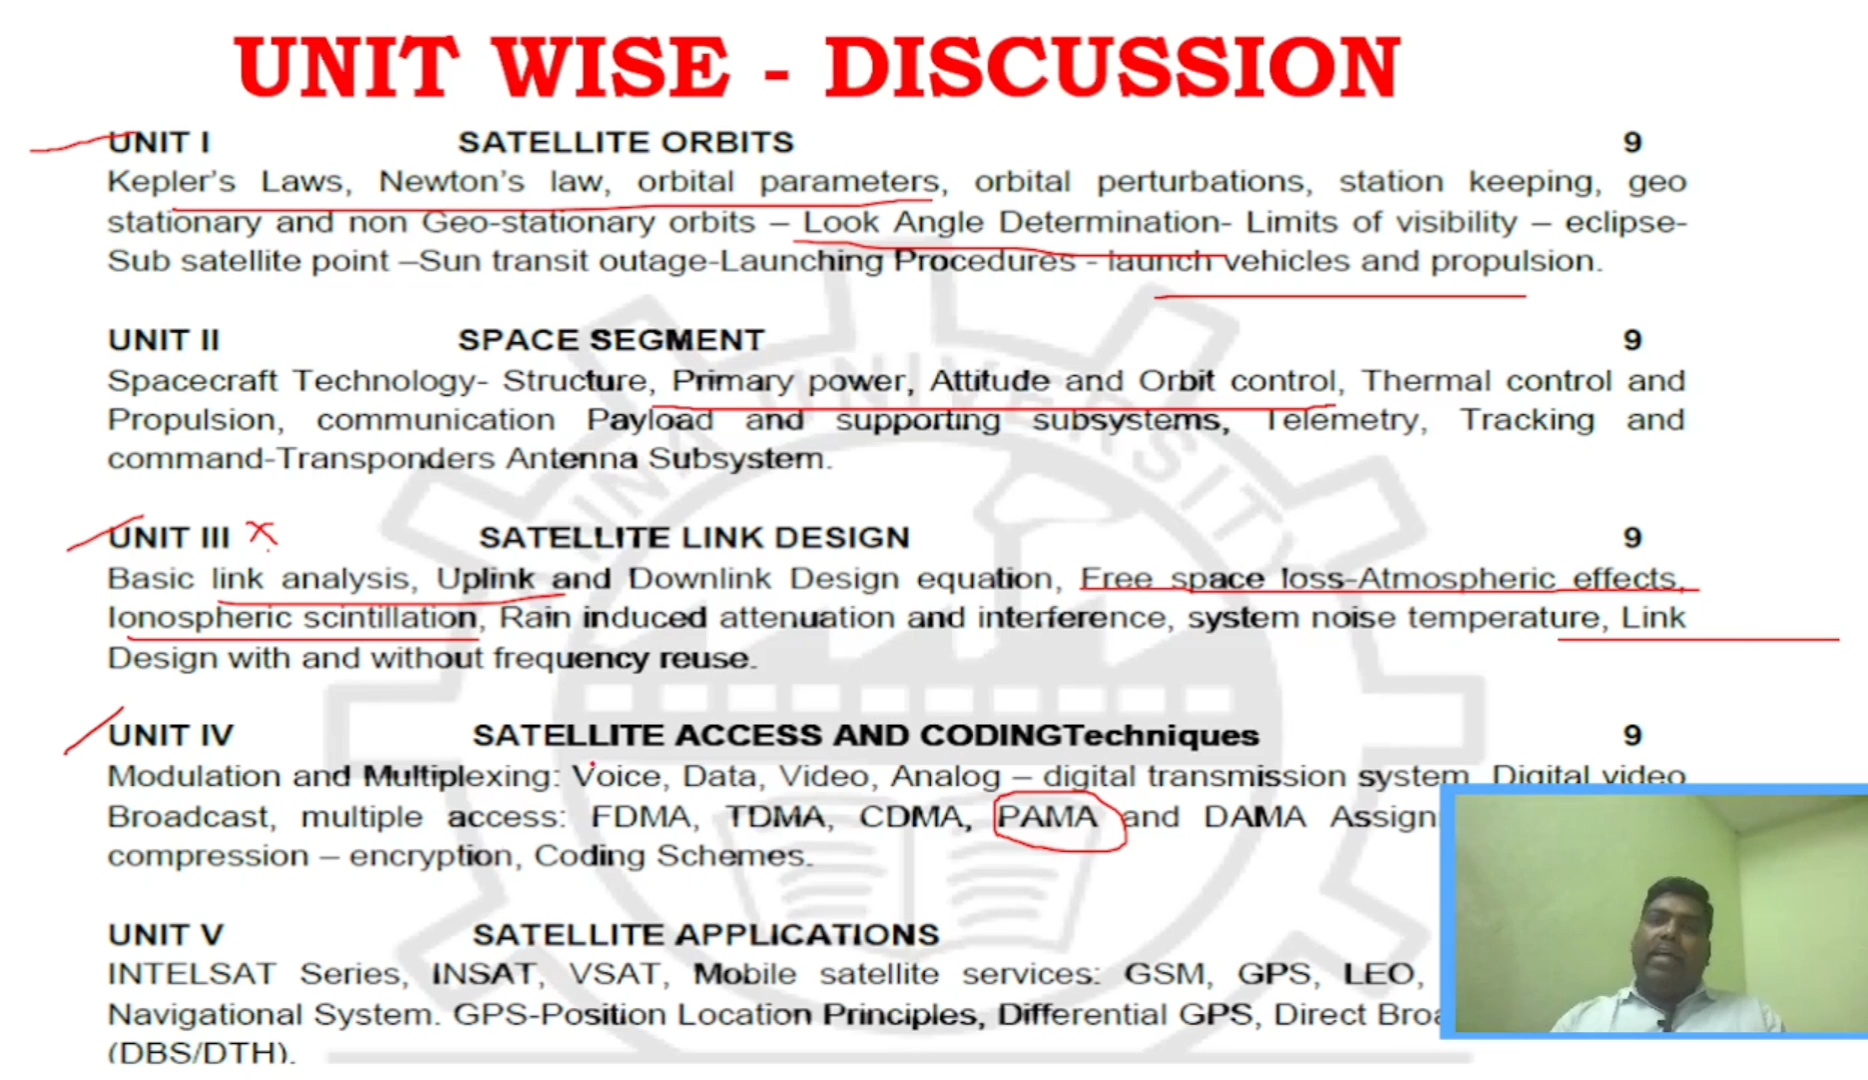 UNIT WISE - DISCUSSION
UNIT I SATELLITE ORBITS 9
Kepler's Laws, Newton's law, orbital parameters, orbital perturbations, station keeping, geo
stationary and non Geo-stationary orbits – Look Angle Determination- Limits of visibility – eclipse-
Sub satellite point –Sun transit outage-Launching Procedures - launch vehicles and propulsion.
UNIT II SPACE SEGMENT 9
Spacecraft Technology- Structure, Primary power, Attitude and Orbit control, Thermal control and
Propulsion, communication Payload and supporting subsystems, Telemetry, Tracking and
command-Transponders Antenna Subsystem.
UNIT III X SATELLITE LINK DESIGN 9
Basic link analysis, Uplink and Downlink Design equation, Free space loss-Atmospheric effects,
Ionospheric scintillation, Rain induced attenuation and interference, system noise temperature, Link
Design with and without frequency reuse.
UNIT IV SATELLITE ACCESS AND CODINGTechniques 9
Modulation and Multiplexing: Voice, Data, Video, Analog – digital transmission system, Digital video
Broadcast, multiple access: FDMA, TDMA, CDMA, PAMA and DAMA Assign
compression – encryption, Coding Schemes.
UNIT V SATELLITE APPLICATIONS
INTELSAT Series, INSAT, VSAT, Mobile satellite services: GSM, GPS, LEO,
Navigational System. GPS-Position Location Principles, Differential GPS, Direct Broa
(DBS/DTH).